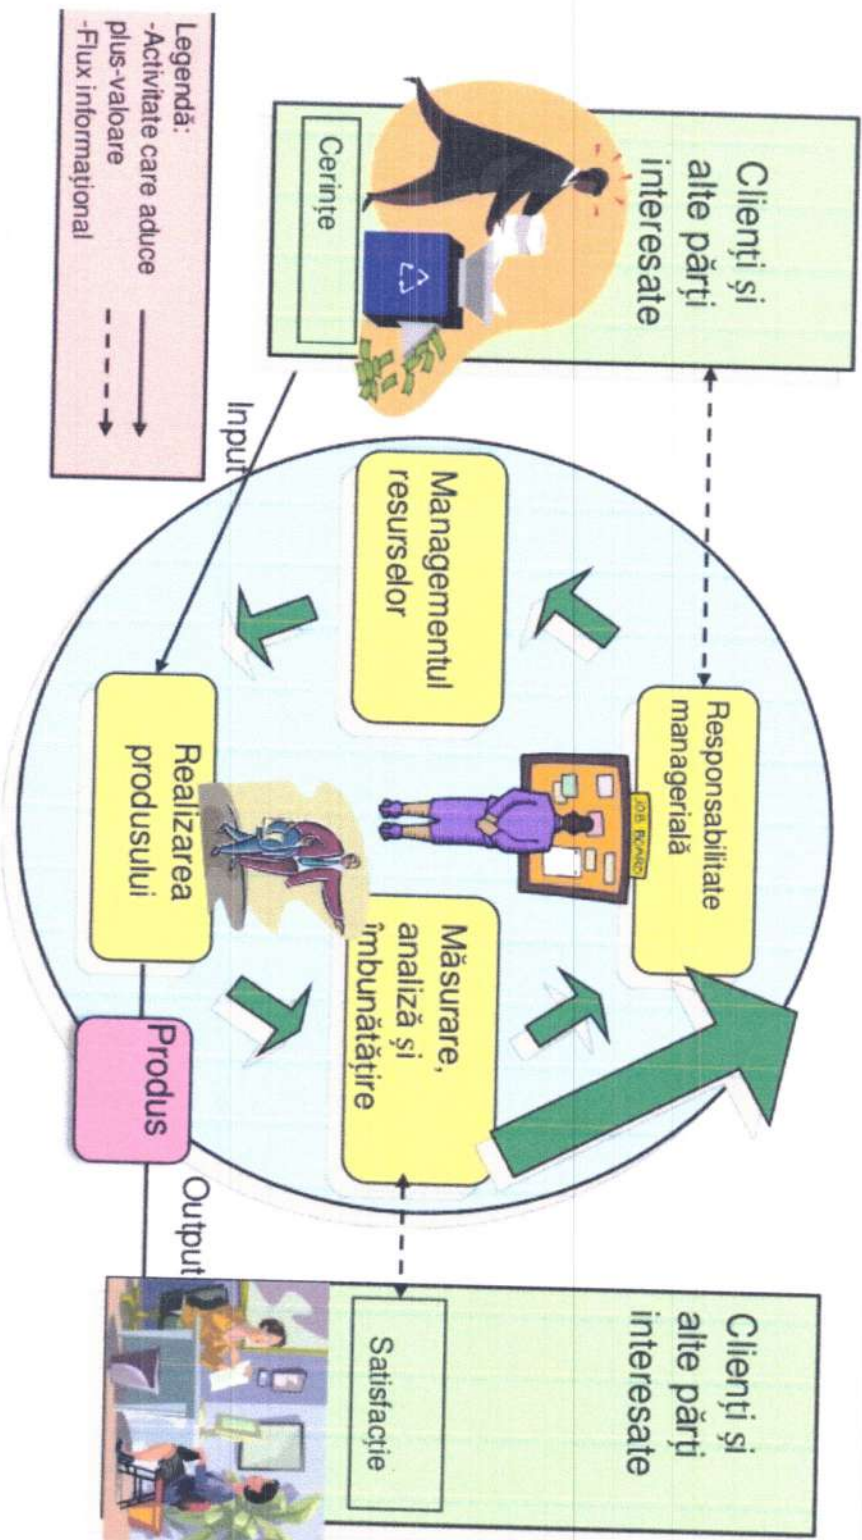 Clienți și
alte părți
interesate
Cerințe
Legendă:
-Activitate care aduce
plus-valoare
-Flux informațional
Input
Responsabilitate
managerială
JOB BOARD
Managementul
resurselor
Măsurare,
analiză și
îmbunătățire
Realizarea
produsului
Produs
Output
Clienți și
alte părți
interesate
Satisfacție